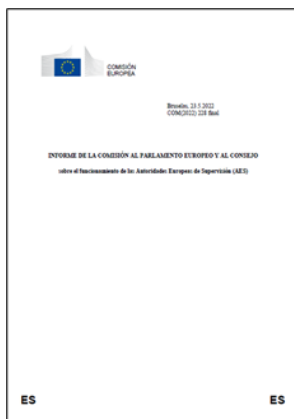 COMISIÓN
EUROPEA
Bruselas, 23.5.2022
COM(2022) 228 final
INFORME DE LA COMISIÓN AL PARLAMENTO EUROPEO Y AL CONSEJO
sobre el funcionamiento de las Autoridades Europeas de Supervisión (AES)
ES
ES